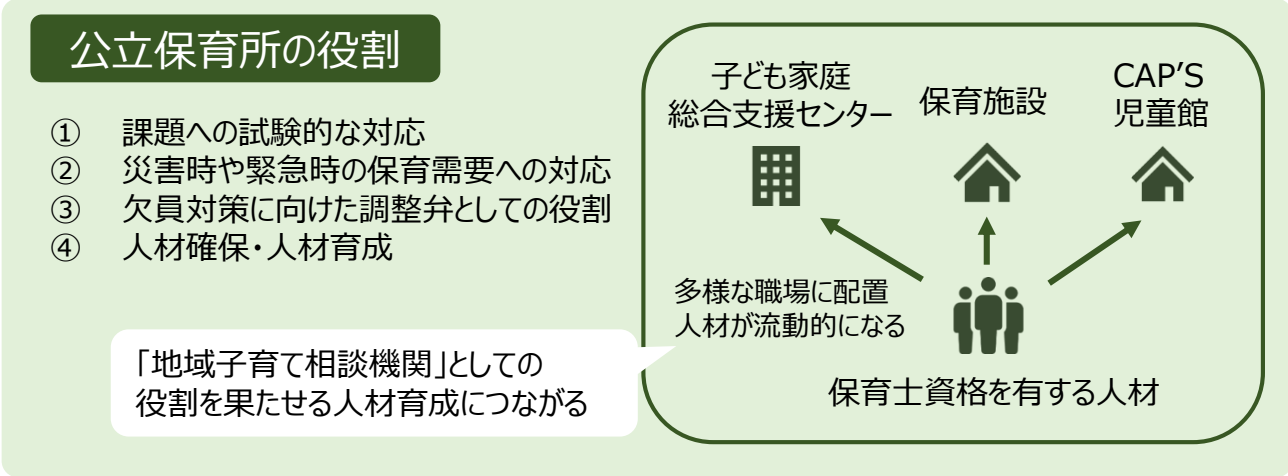 公立保育所の役割
① 課題への試験的な対応
② 災害時や緊急時の保育需要への対応
③ 欠員対策に向けた調整弁としての役割
④ 人材確保・人材育成
「地域子育て相談機関」としての
役割を果たせる人材育成につながる
子ども家庭
総合支援センター
保育施設
CAP’S
児童館
多様な職場に配置
人材が流動的になる
保育士資格を有する人材